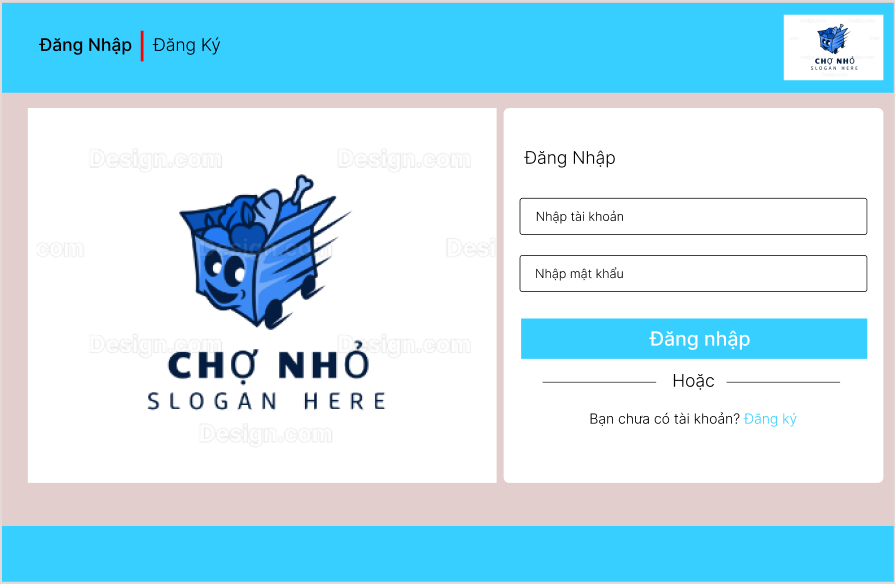 Đăng Nhập Đăng Ký
CHỢ NHỎ
SLOGAN HERE
Design.com Design.com
com Design.com Desi
Design.com Design.com
CHỢ NHỎ
SLOGAN HERE
Design.com
Đăng Nhập
Nhập tài khoản
Nhập mật khẩu
Đăng nhập
Hoặc
Bạn chưa có tài khoản? Đăng ký